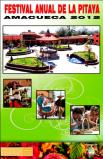 FESTIVAL ANUAL DE LA PITAYA
AMACUECA 2012